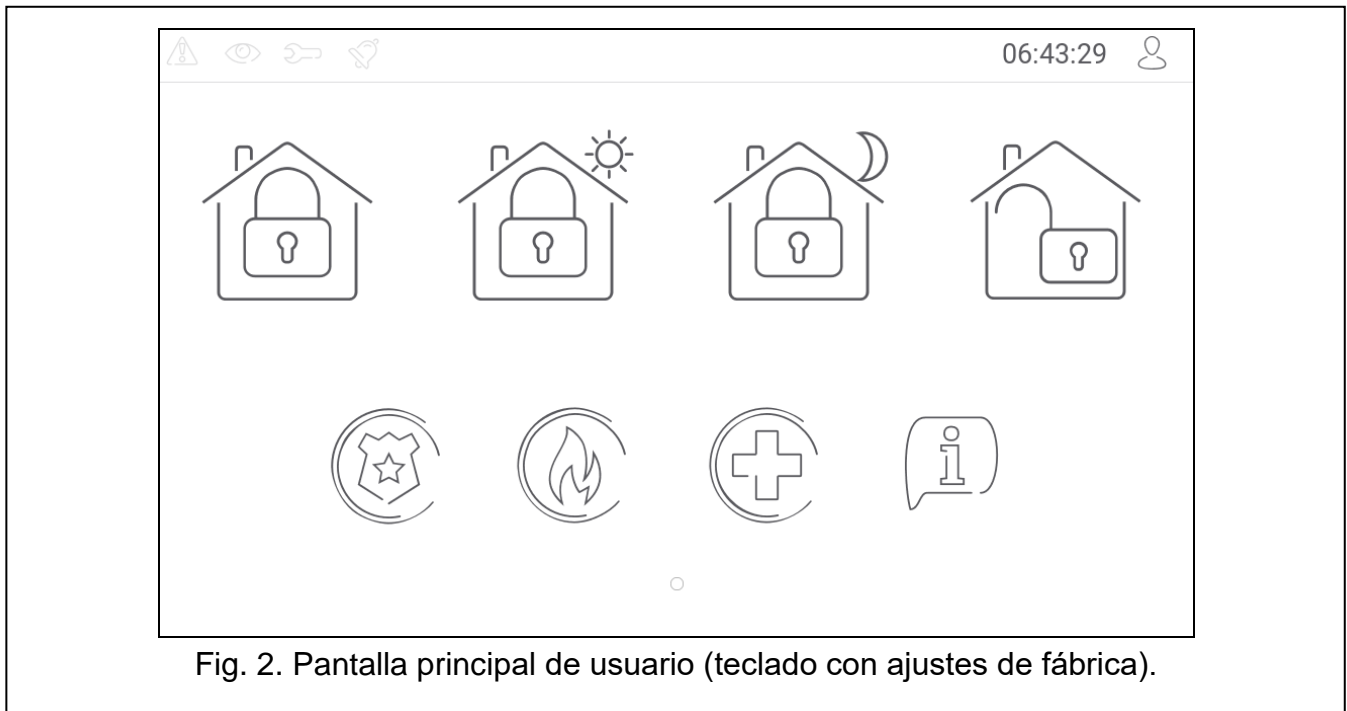 06:43:29
Fig. 2. Pantalla principal de usuario (teclado con ajustes de fábrica).